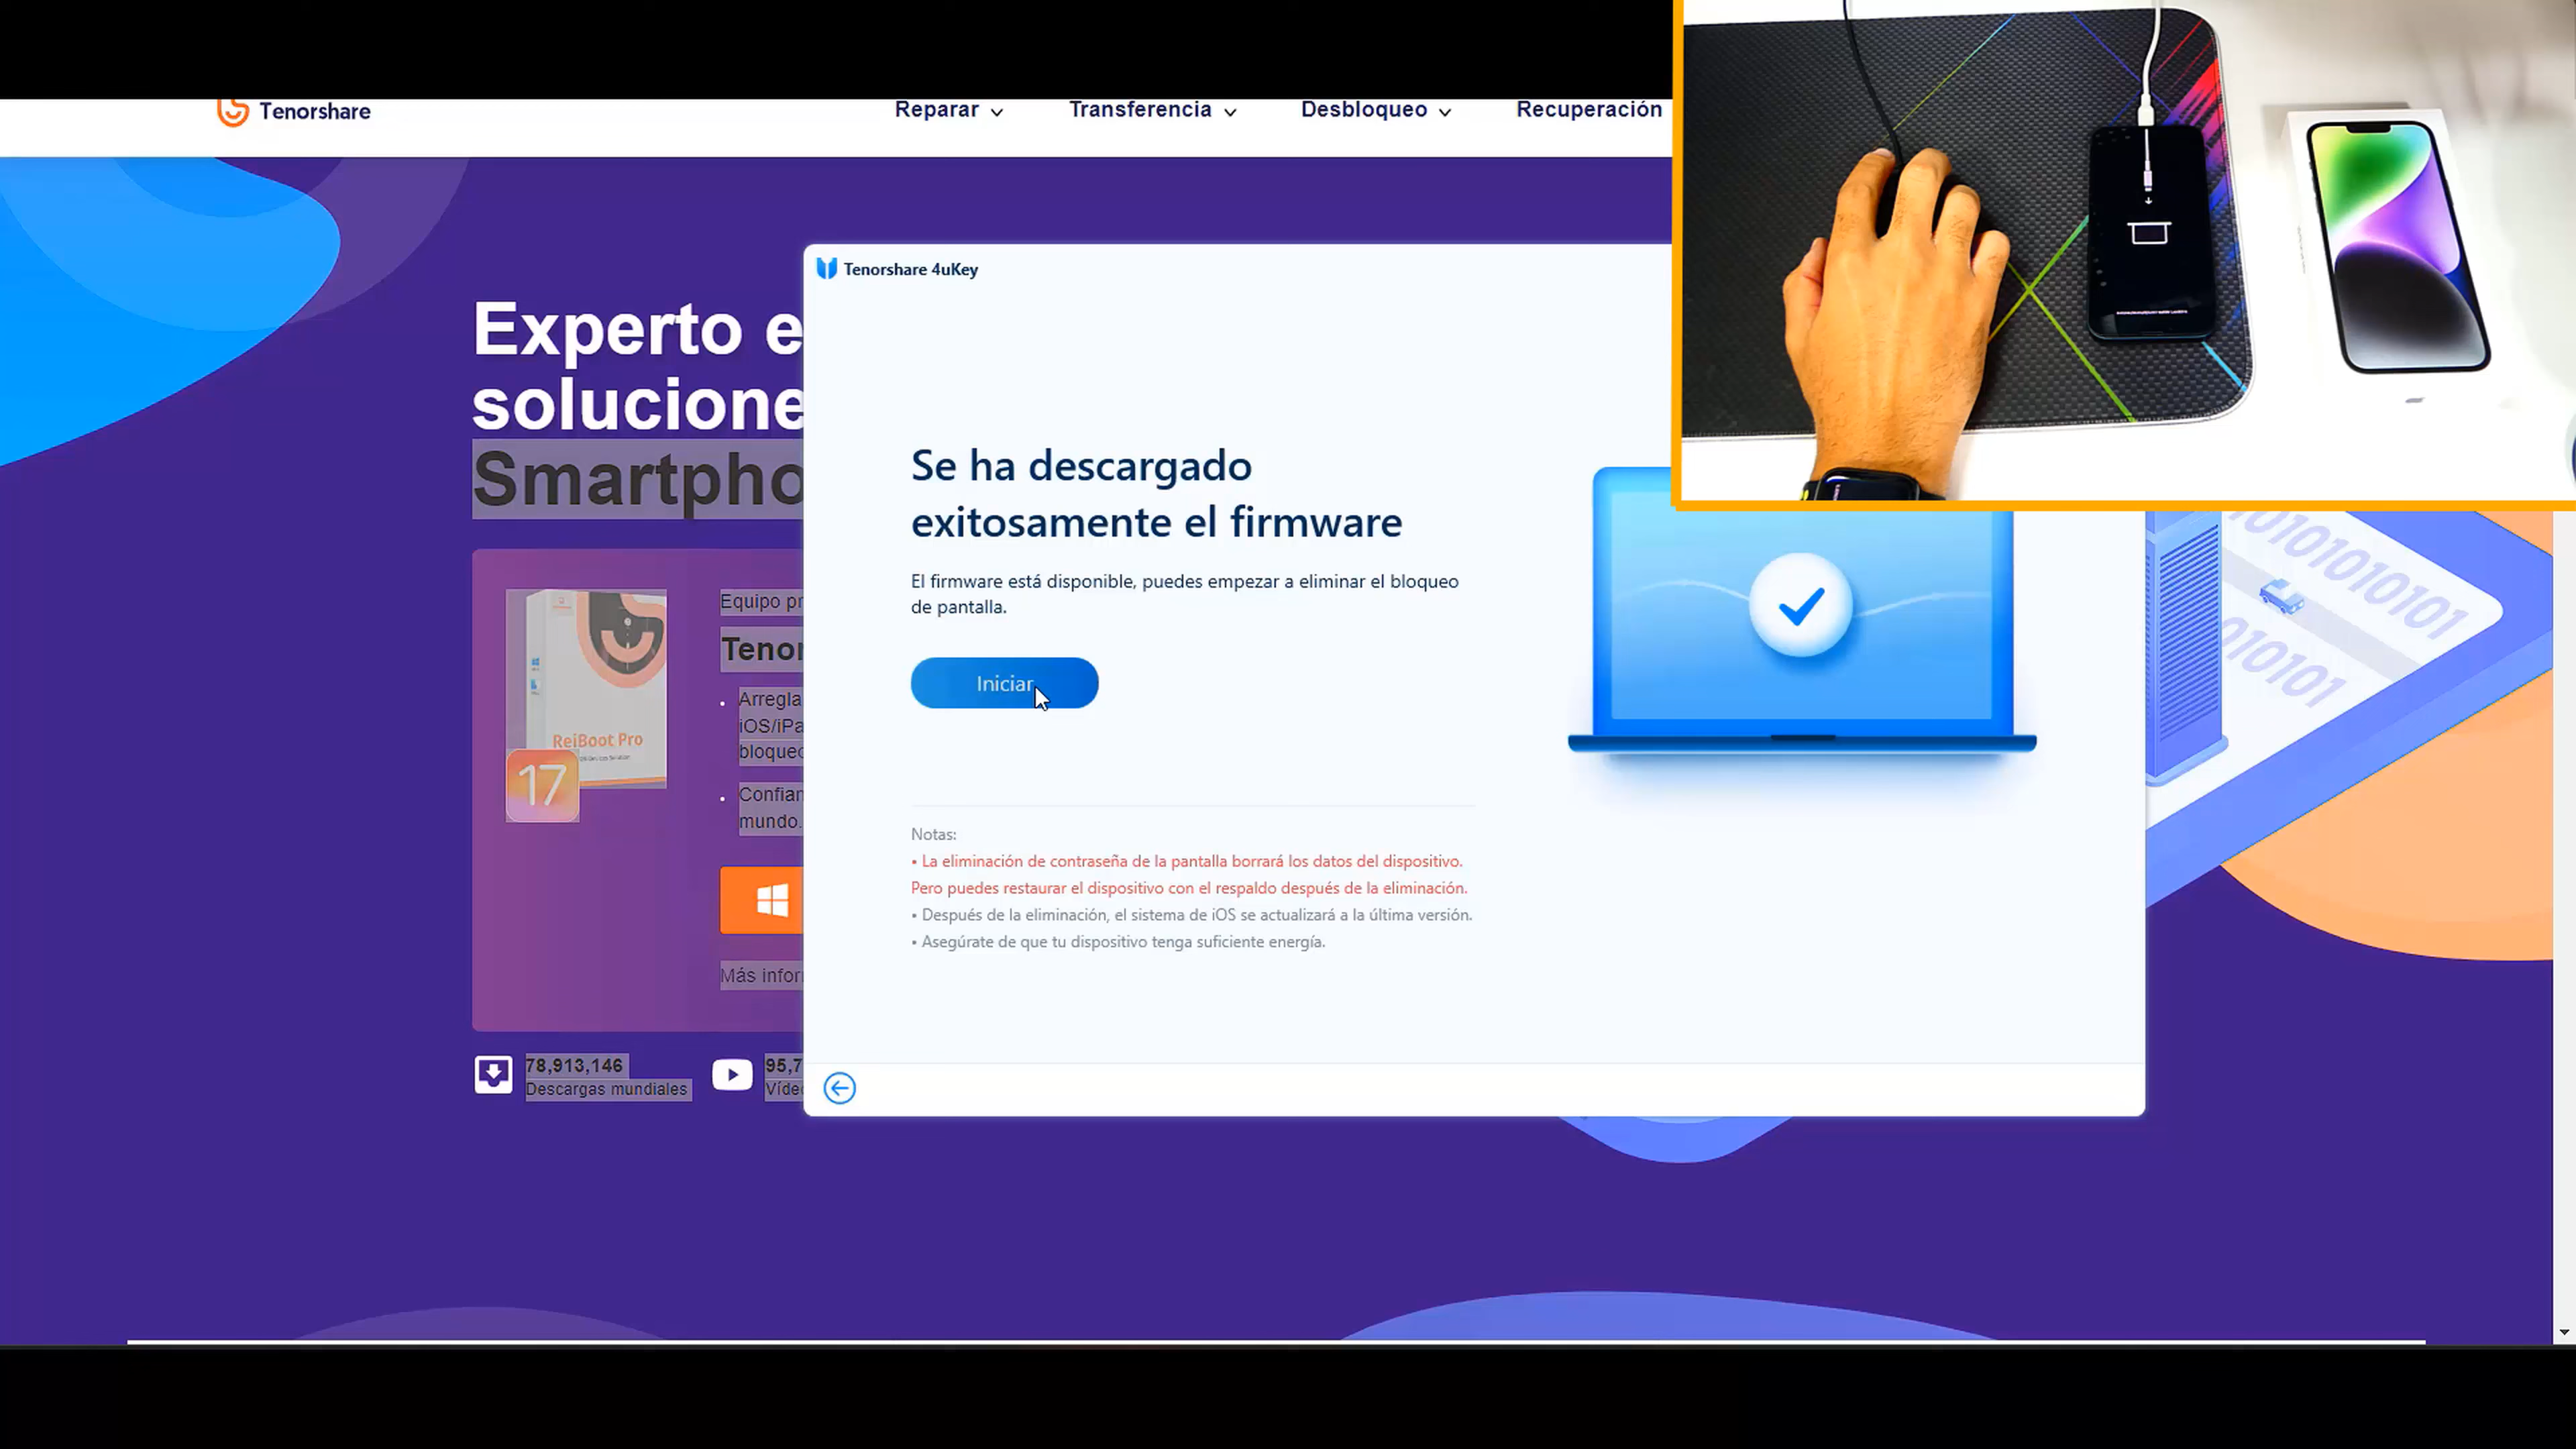 Tenorshare
Reparar
Transferencia
Desbloqueo
Recuperación
Experto e
solucione
Smartpho
Equipo pr
Tenor
Arregla
iOS/iPa
bloqueo
Confian
mundo.
ReiBoot Pro
17
Más infor
78,913,146
Descargas mundiales
95,7
Víde
Tenorshare 4uKey
Se ha descargado
exitosamente el firmware
El firmware está disponible, puedes empezar a eliminar el bloqueo
de pantalla.
Iniciar
Notas:
• La eliminación de contraseña de la pantalla borrará los datos del dispositivo.
Pero puedes restaurar el dispositivo con el respaldo después de la eliminación.
• Después de la eliminación, el sistema de iOS se actualizará a la última versión.
• Asegúrate de que tu dispositivo tenga suficiente energía.
1010101010101
010101